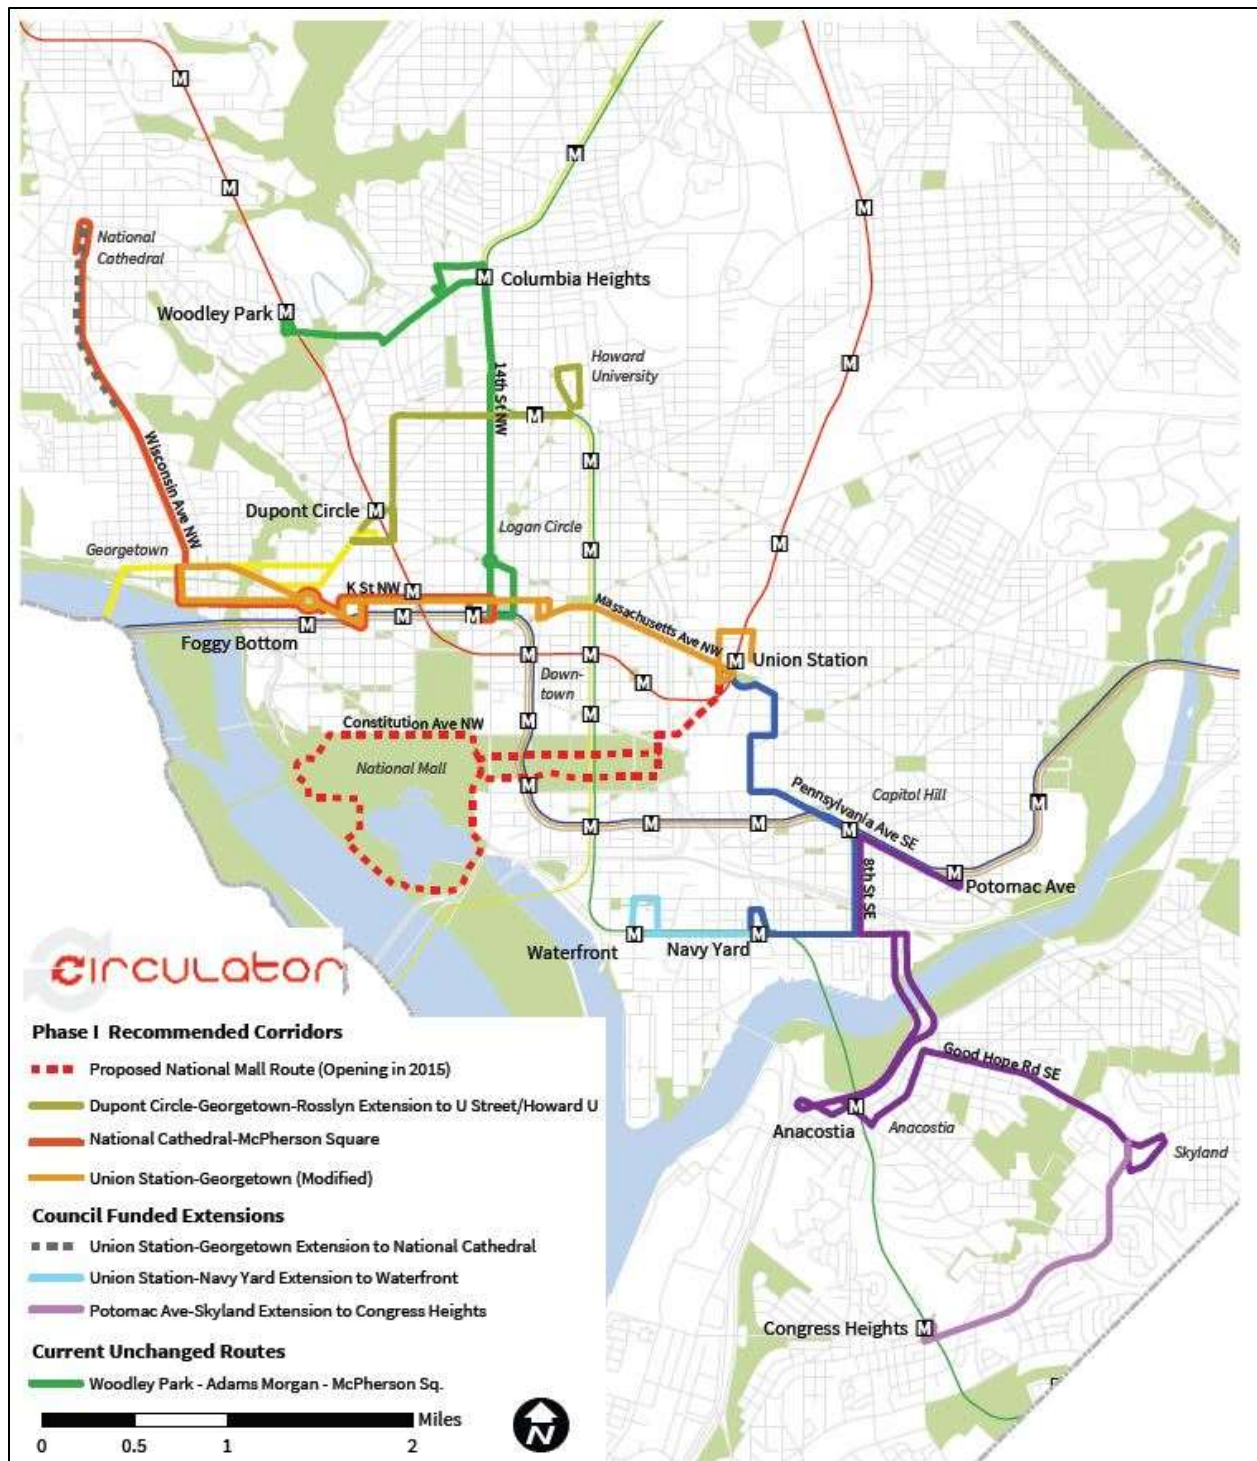 M
M
M
M
National
Cathedral
M
Columbia Heights
Woodley Park
M
M
Howard
University
M
14th St NW
M
Wisconsin Ave NW
M
Dupont Circle
M
Logan Circle
M
M
Georgetown
K St NW
M
M
M
M
Foggy Bottom
Massachusetts Ave NW
M
M
M
Union Station
Down-
town
M
M
M
Constitution Ave NW
National Mall
M
Pennsylvania Ave SE
Capitol Hill
M
M
M
M
M
M
Potomac Ave
8th St SE
M
M
Waterfront
Navy Yard
Circulator
Good Hope Rd SE
M
Anacostia
Anacostia
Skyland
Congress Heights
M
Phase I Recommended Corridors
Proposed National Mall Route (Opening in 2015)
Dupont Circle-Georgetown-Rosslyn Extension to U Street/Howard U
National Cathedral-McPherson Square
Union Station-Georgetown (Modified)
Council Funded Extensions
Union Station-Georgetown Extension to National Cathedral
Union Station-Navy Yard Extension to Waterfront
Potomac Ave-Skyland Extension to Congress Heights
Current Unchanged Routes
Woodley Park - Adams Morgan - McPherson Sq.
Miles
0 0.5 1 2
N